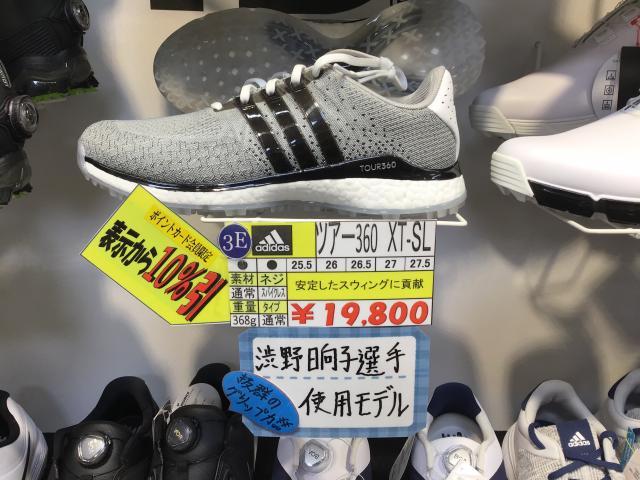 TOUR360
ポイントカード会員限定
表示から
10%引
3E adidas ツアー360 XT-SL
25.5 26 26.5 27 27.5
素材 ネジ
通常 スパイクレス
安定したスウィングに貢献
重量 タイプ
368g 通常
¥19,800
渋野日向子選手
使用モデル
抜群の
グリップ力!!